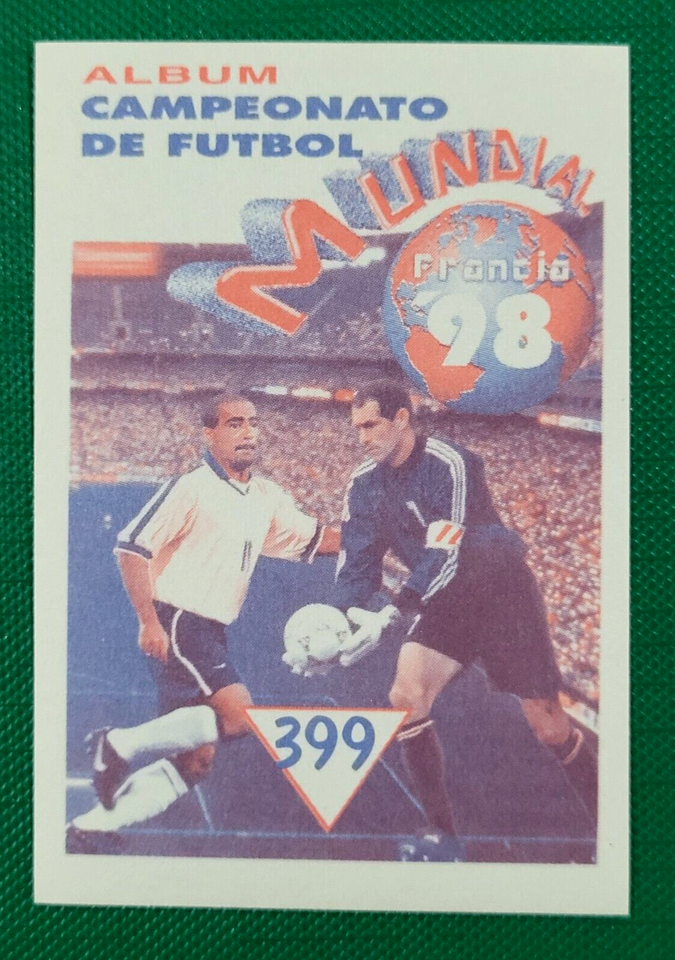 ALBUM
CAMPEONATO
DE FUTBOL
MUNDIAL
Francia
98
399